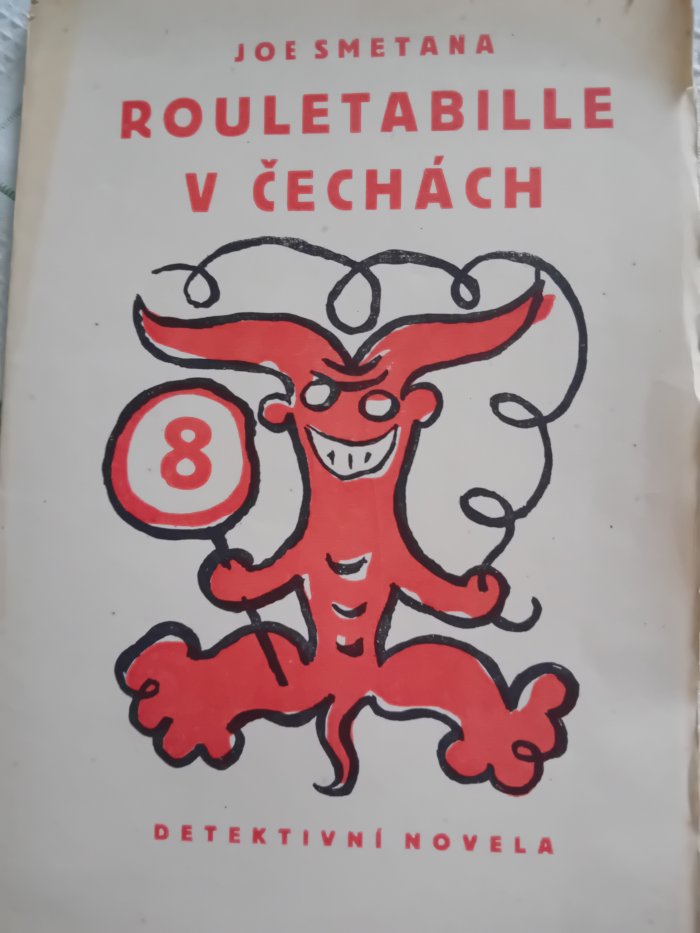 JOE SMETANA
ROULETABILLE
V ČECHÁCH
8
DETEKTIVNÍ NOVELA